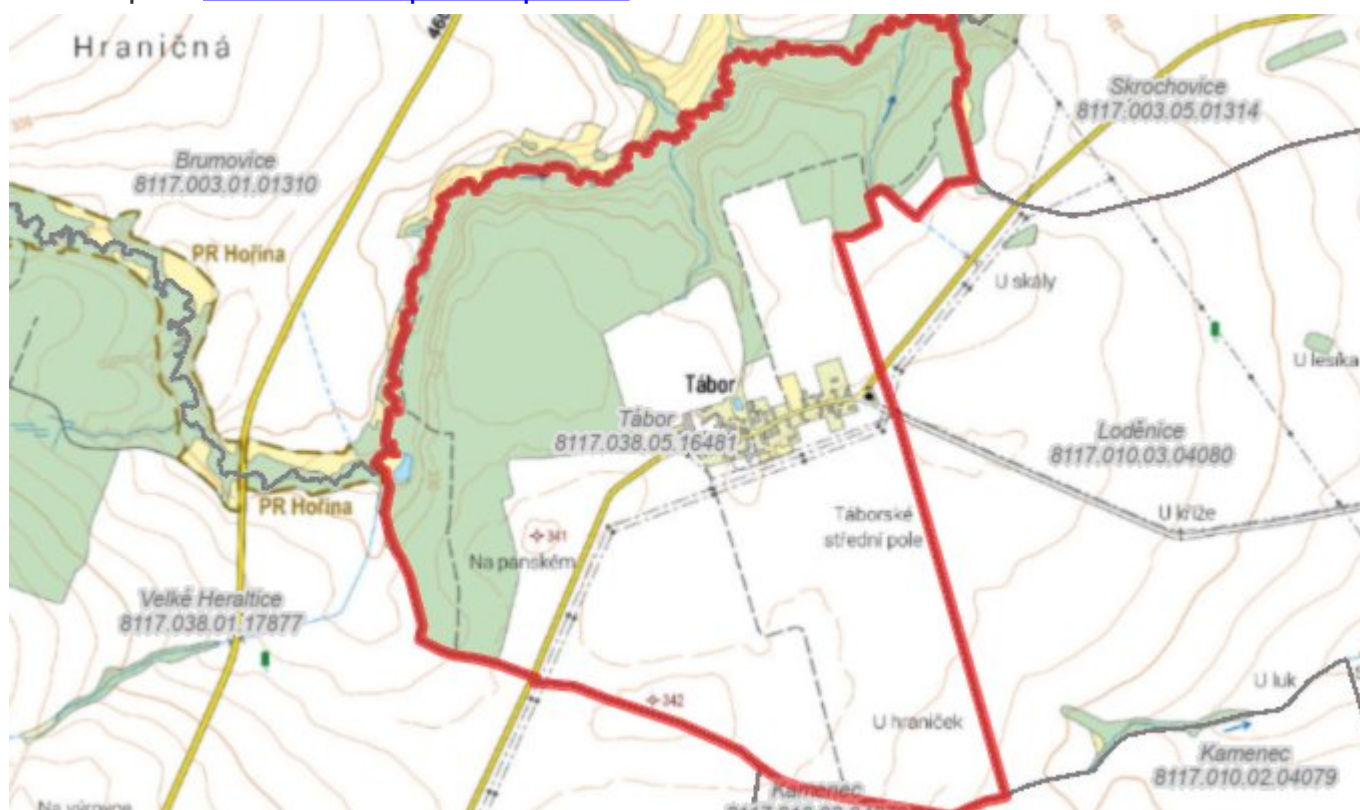 Hraničná
Skrochovice
8117.003.05.01314
Brumovice
8117.003.01.01310
PR Hořina
U skály
U lesíka
Tábor
Tábor
8117.038.05.16481
Loděnice
8117.010.03.04080
PR Hořina
Táborské
střední pole
U kříže
341
Na panském
Velké Heraltice
8117.038.01.17877
342
U luk
U hraniček
Kamenec
8117.010.02.04079
Kamenec